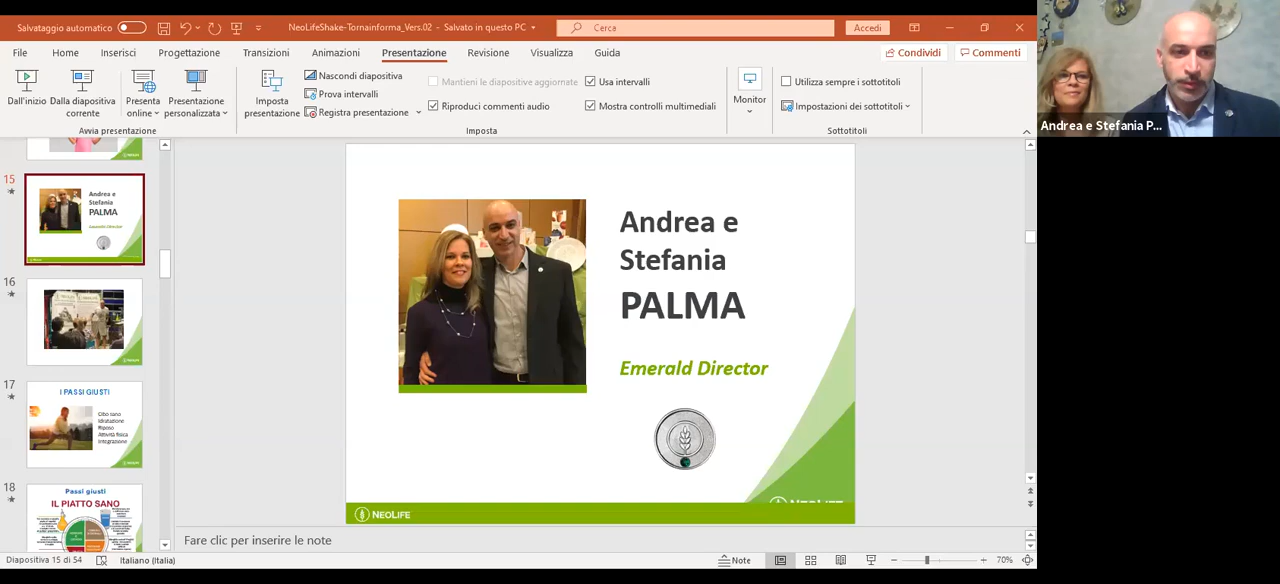 Salvataggio automatico
NeoLifeShake-Tornainforma_Vers.02 - Salvato in questo PC
Cerca
Accedi
File Home Inserisci Progettazione Transizioni Animazioni Presentazione Revisione Visualizza Guida
Condividi Commenti
Dall'inizio
Dalla diapositiva corrente
Presenta online
Presentazione personalizzata
Avvia presentazione
Imposta presentazione
Nascondi diapositiva
Prova intervalli
Registra presentazione
Mantieni le diapositive aggiornate
Riproduci commenti audio
Usa intervalli
Mostra controlli multimediali
Imposta
Monitor
Utilizza sempre i sottotitoli
Impostazioni dei sottotitoli
Sottotitoli
Andrea e Stefania P...
15
Andrea e
Stefania
PALMA
Emerald Director
16
17
I PASSI GIUSTI
Cibo sano
Idratazione
Riposo
Attività fisica
Integrazione
18
Passi giusti
IL PIATTO SANO
Andrea e
Stefania
PALMA
Emerald Director
NEOLIFE
Fare clic per inserire le note
Diapositiva 15 di 54
Italiano (Italia)
Note
70%